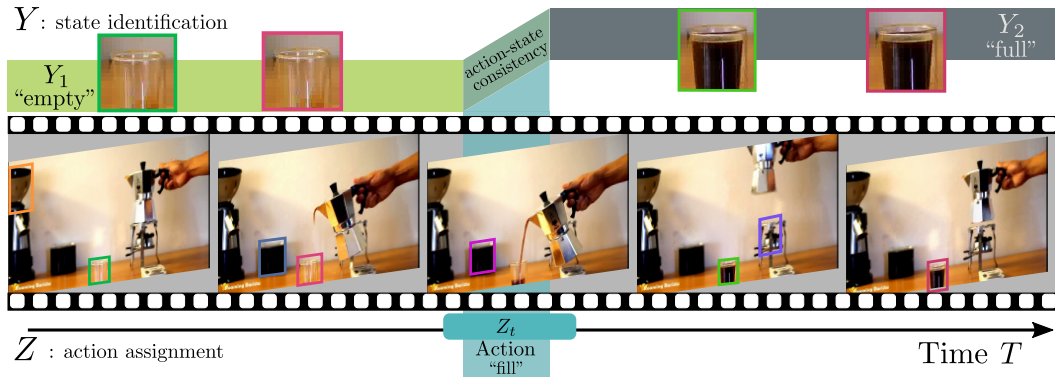 Y : state identification
Y₁
“empty”
action-state
consistency
Y₂
“full”
Zₜ
Action
“fill”
Z : action assignment
Time T